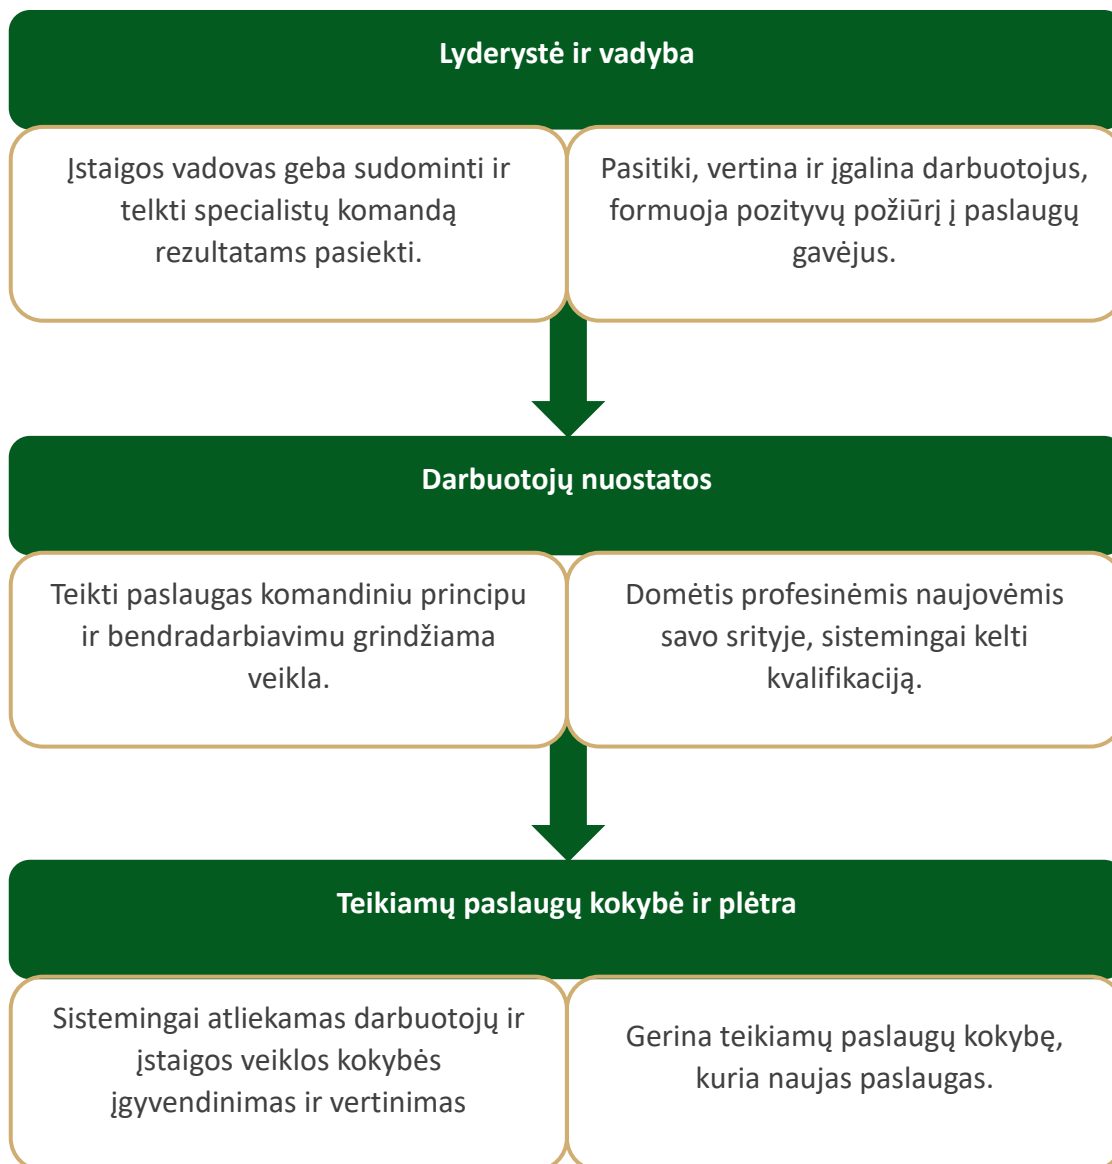 Lyderystė ir vadyba
Įstaigos vadovas geba sudominti ir
telkti specialistų komandą
rezultatams pasiekti.
Pasitiki, vertina ir įgalina darbuotojus,
formuoja pozityvų požiūrį į paslaugų
gavėjus.
Darbuotojų nuostatos
Teikti paslaugas komandiniu principu
ir bendradarbiavimu grindžiama
veikla.
Domėtis profesinėmis naujovėmis
savo srityje, sistemingai kelti
kvalifikaciją.
Teikiamų paslaugų kokybė ir plėtra
Sistemingai atliekamas darbuotojų ir
įstaigos veiklos kokybės
įgyvendinimas ir vertinimas
Gerina teikiamų paslaugų kokybę,
kuria naujas paslaugas.